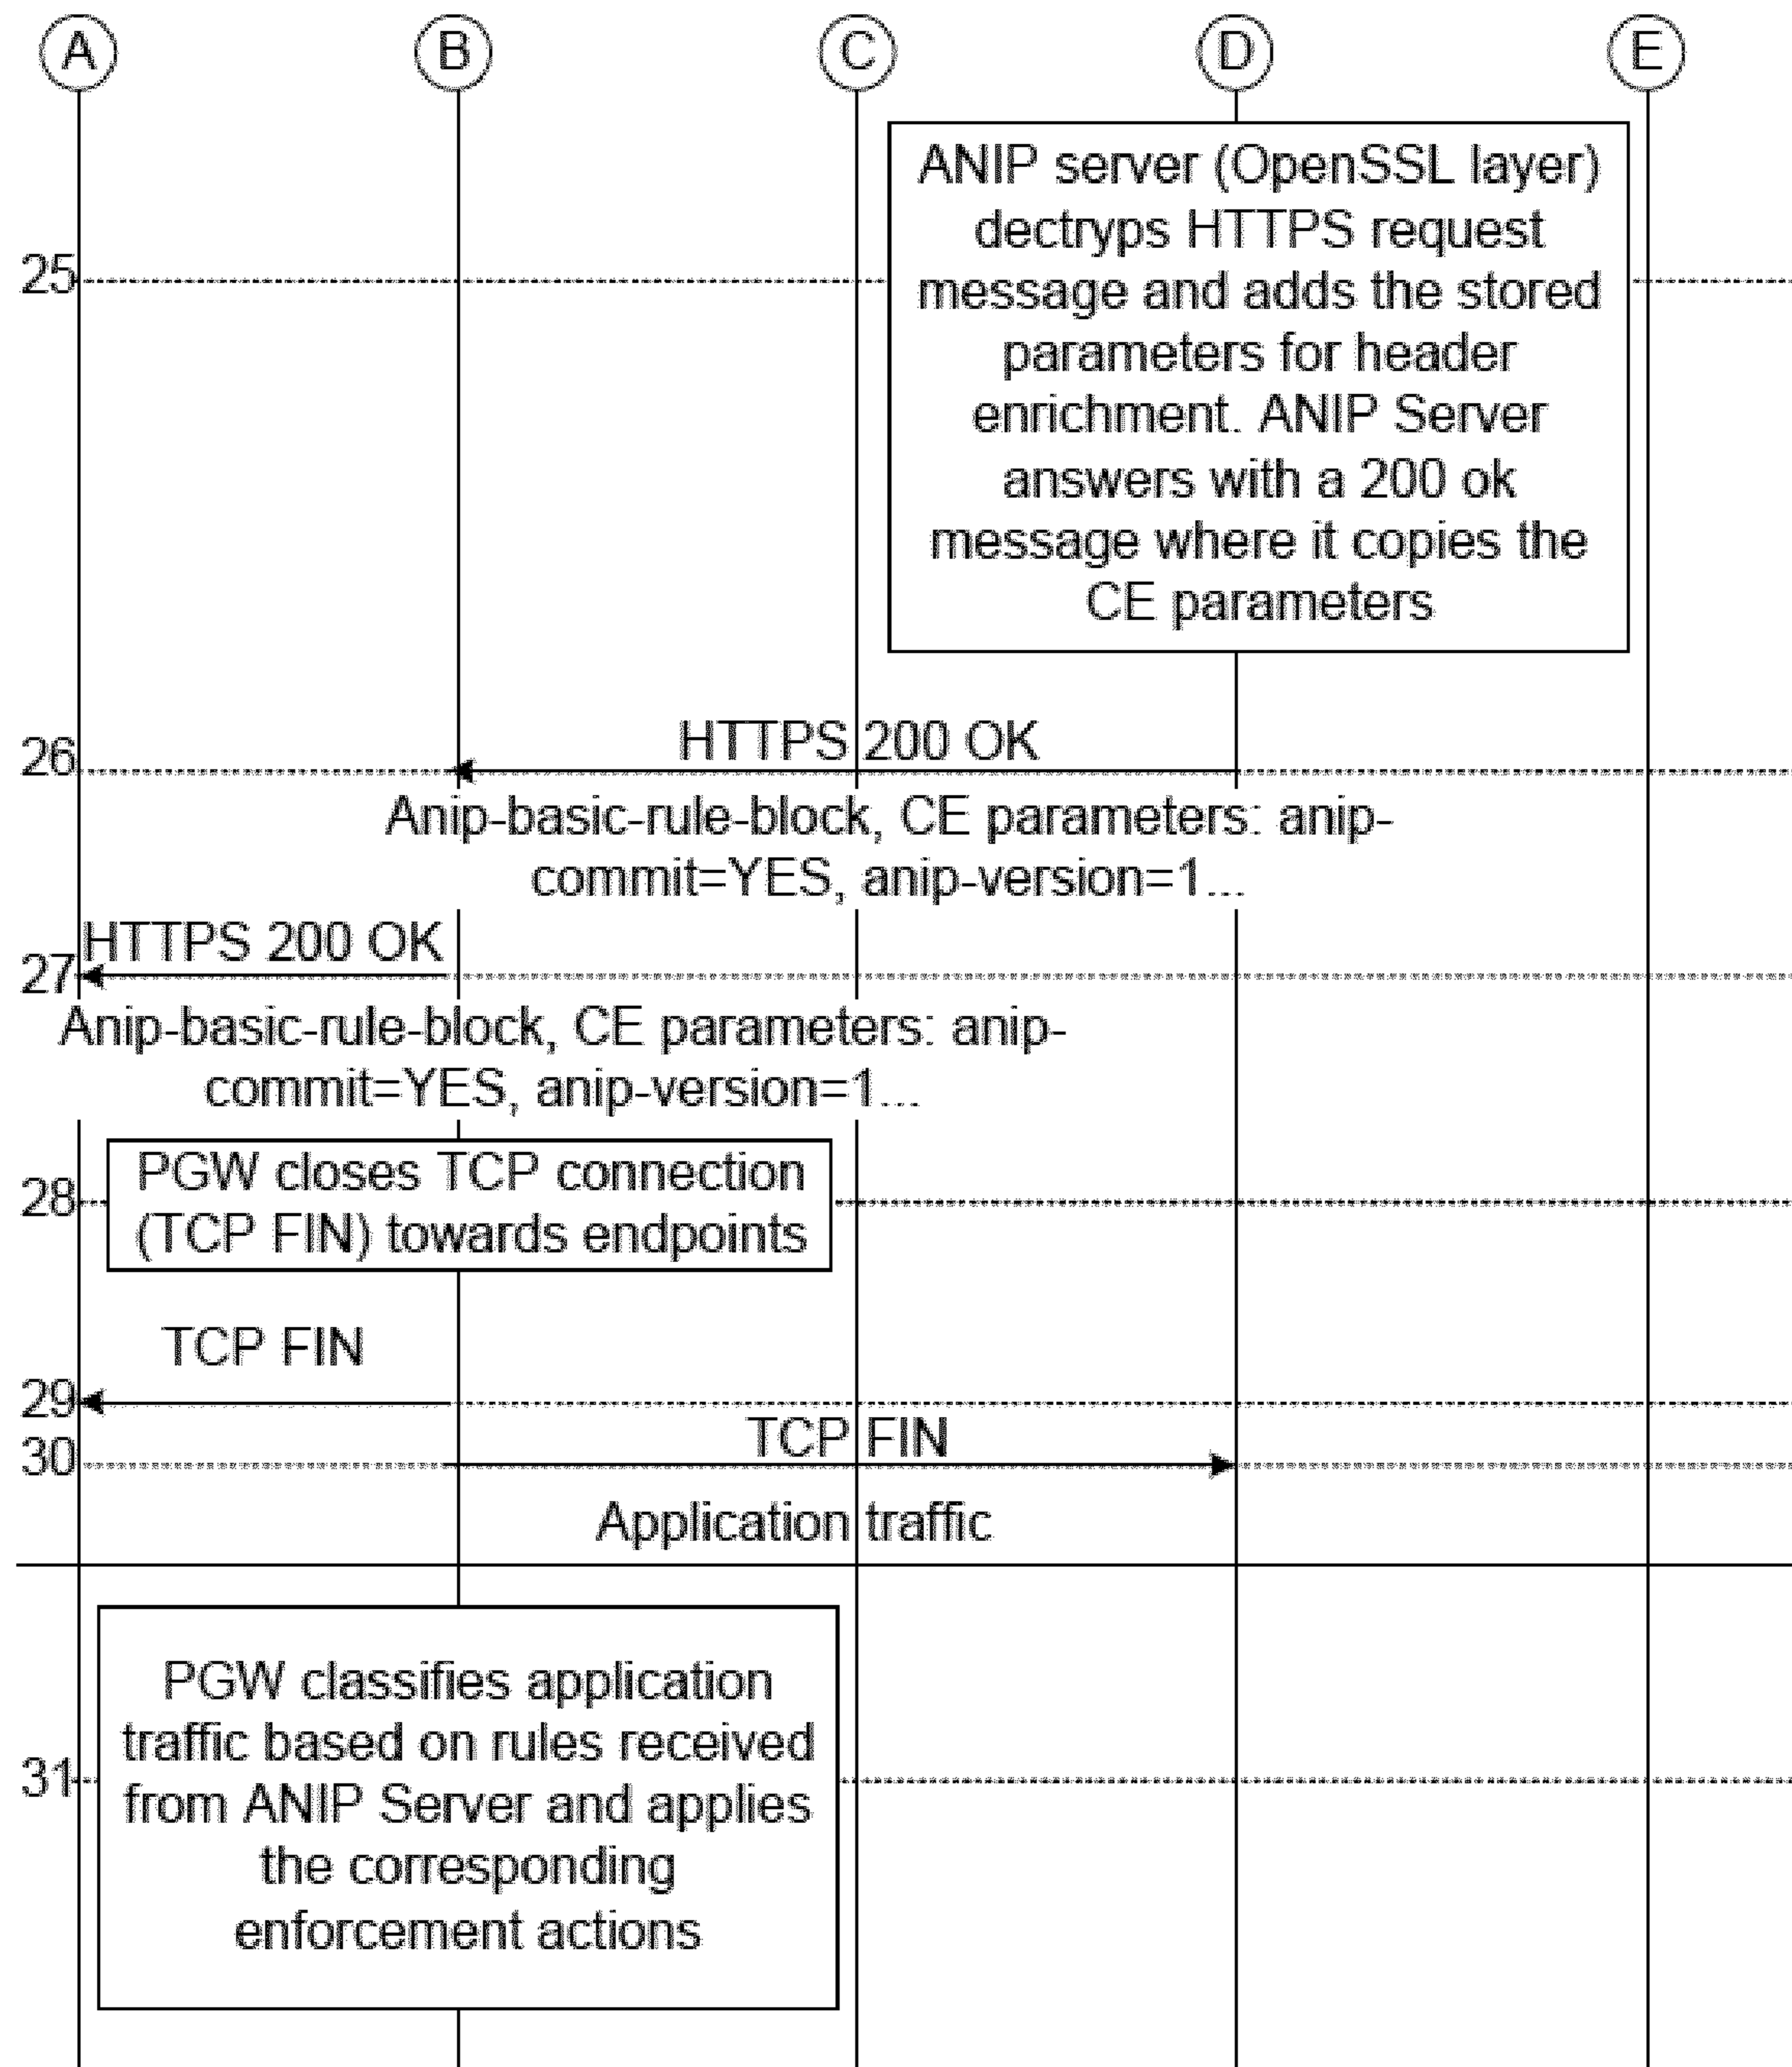 A B C D E
ANIP server (OpenSSL layer)
dectryps HTTPS request
25
message and adds the stored
parameters for header
enrichment. ANIP Server
answers with a 200 ok
message where it copies the
CE parameters
HTTPS 200 OK
26
Anip-basic-rule-block, CE parameters: anip-
commit=YES, anip-version=1...
HTTPS 200 OK
27
Anip-basic-rule-block, CE parameters: anip-
commit=YES, anip-version=1...
PGW closes TCP connection
28
(TCP FIN) towards endpoints
TCP FIN
29
TCP FIN
30
Application traffic
PGW classifies application
traffic based on rules received
31
from ANIP Server and applies
the corresponding
enforcement actions